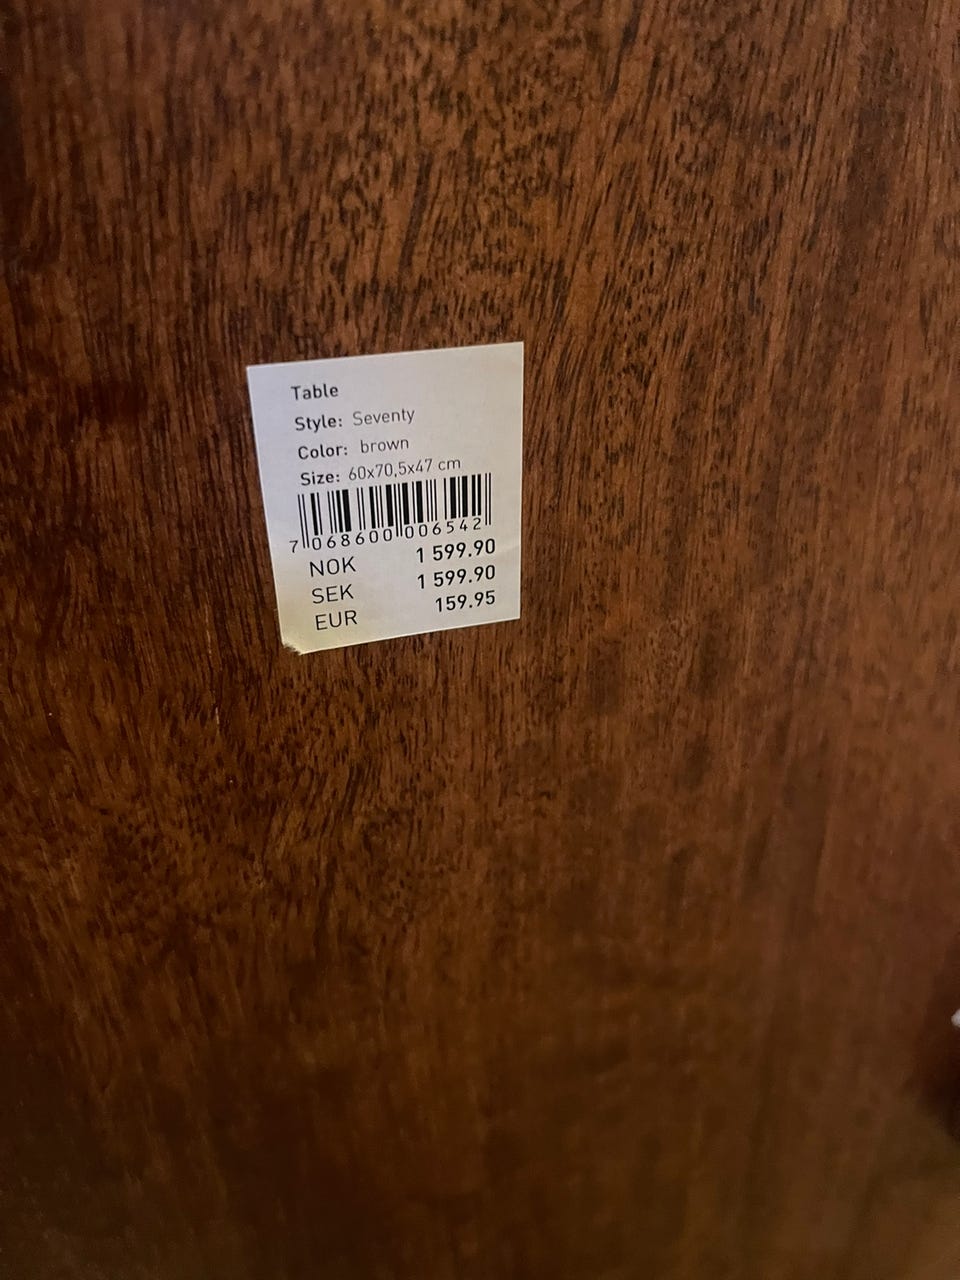 Table
Style: Seventy
Color: brown
Size: 60x70,5x47 cm
7 068600 006542
NOK 1 599.90
SEK 1 599.90
EUR 159.95